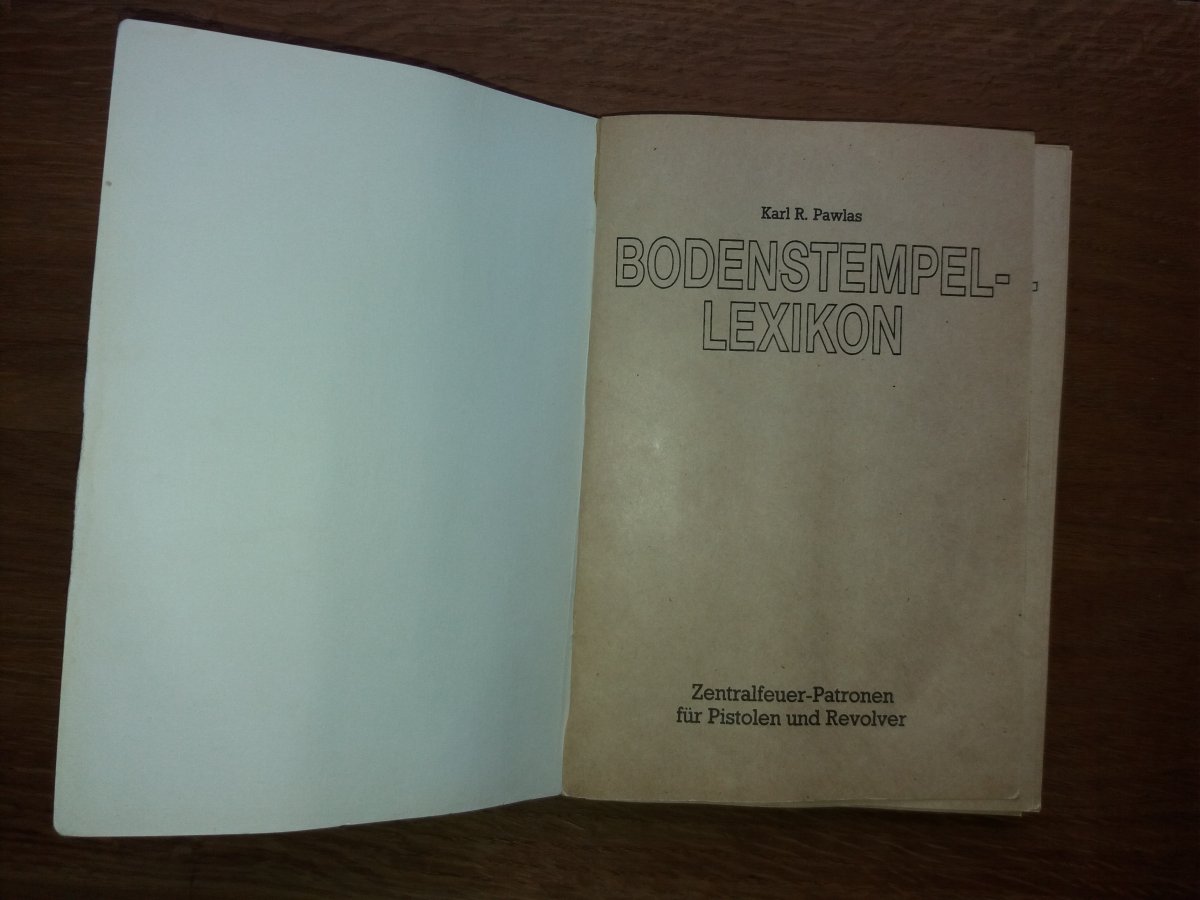 Karl R. Pawlas
BODENSTEMPEL-
LEXIKON
Zentralfeuer-Patronen
für Pistolen und Revolver